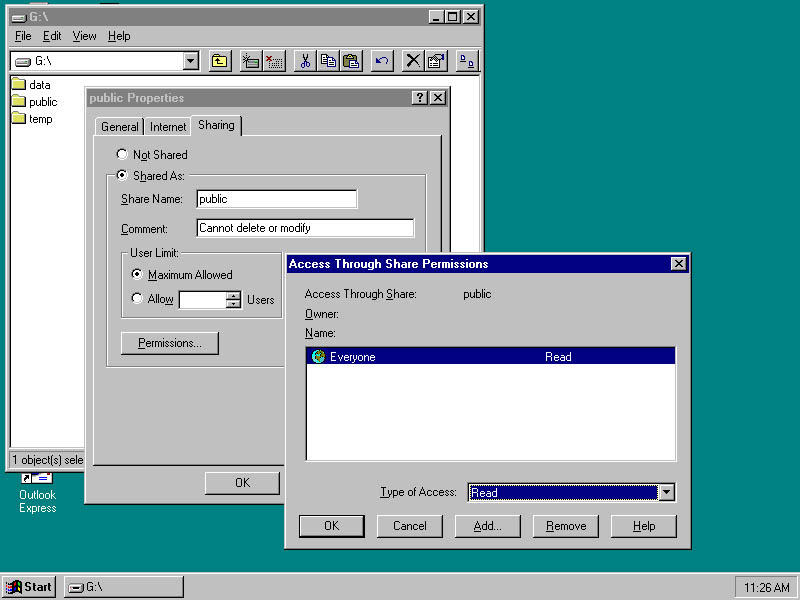 G:\
File Edit View Help
G:\
data
public
temp
public Properties
General Internet Sharing
Not Shared
Shared As:
Share Name: public
Comment: Cannot delete or modify
User Limit:
Maximum Allowed
Allow Users
Permissions...
OK
Access Through Share Permissions
Access Through Share: public
Owner:
Name:
Everyone Read
Type of Access: Read
OK Cancel Add... Remove Help
1 object(s) sele
Outlook
Express
Start G:\ 11:26 AM